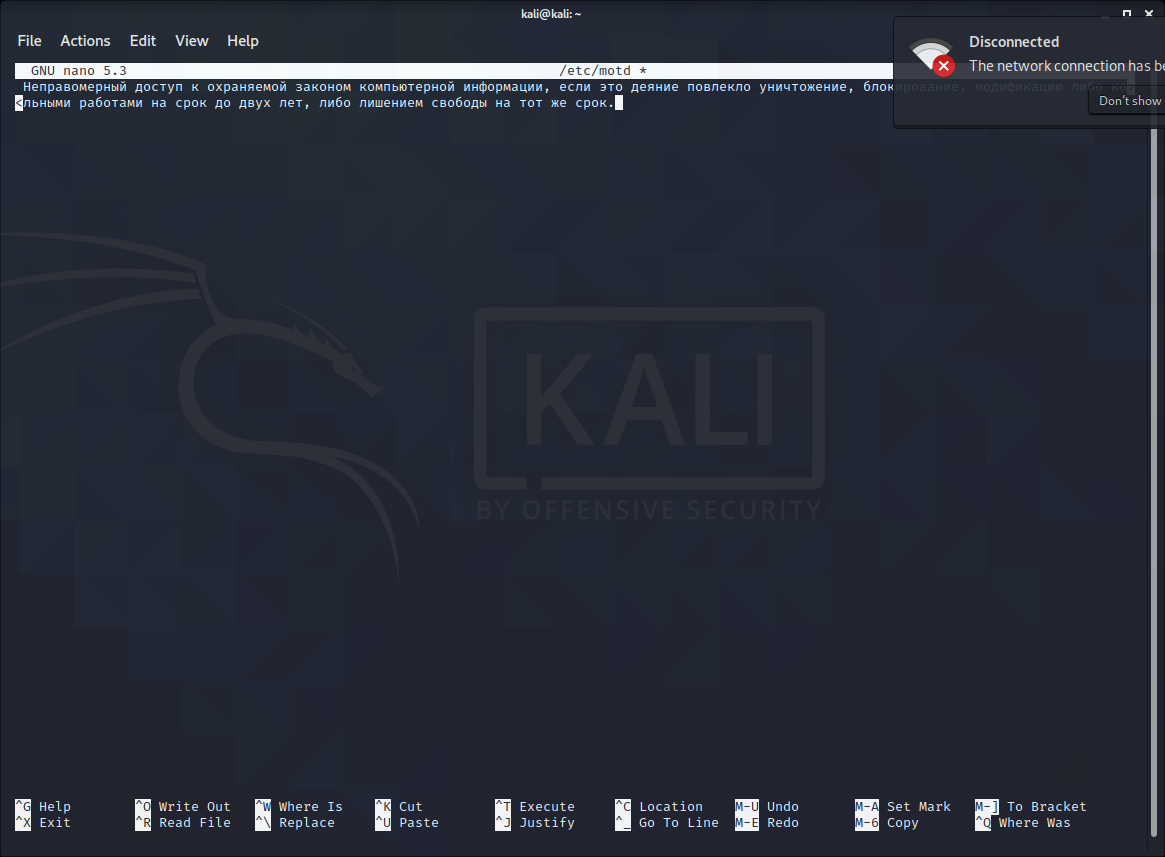 kali@kali: ~
File Actions Edit View Help
Disconnected
The network connection has be
Don't show
GNU nano 5.3 /etc/motd *
Неправомерный доступ к охраняемой законом компьютерной информации, если это деяние повлекло уничтожение, блокирование, модификацию либо ко>
<льными работами на срок до двух лет, либо лишением свободы на тот же срок.
KALI
BY OFFENSIVE SECURITY
^G Help ^O Write Out ^W Where Is ^K Cut ^T Execute ^C Location M-U Undo M-A Set Mark M-] To Bracket
^X Exit ^R Read File ^\ Replace ^U Paste ^J Justify ^_ Go To Line M-E Redo M-6 Copy ^Q Where Was